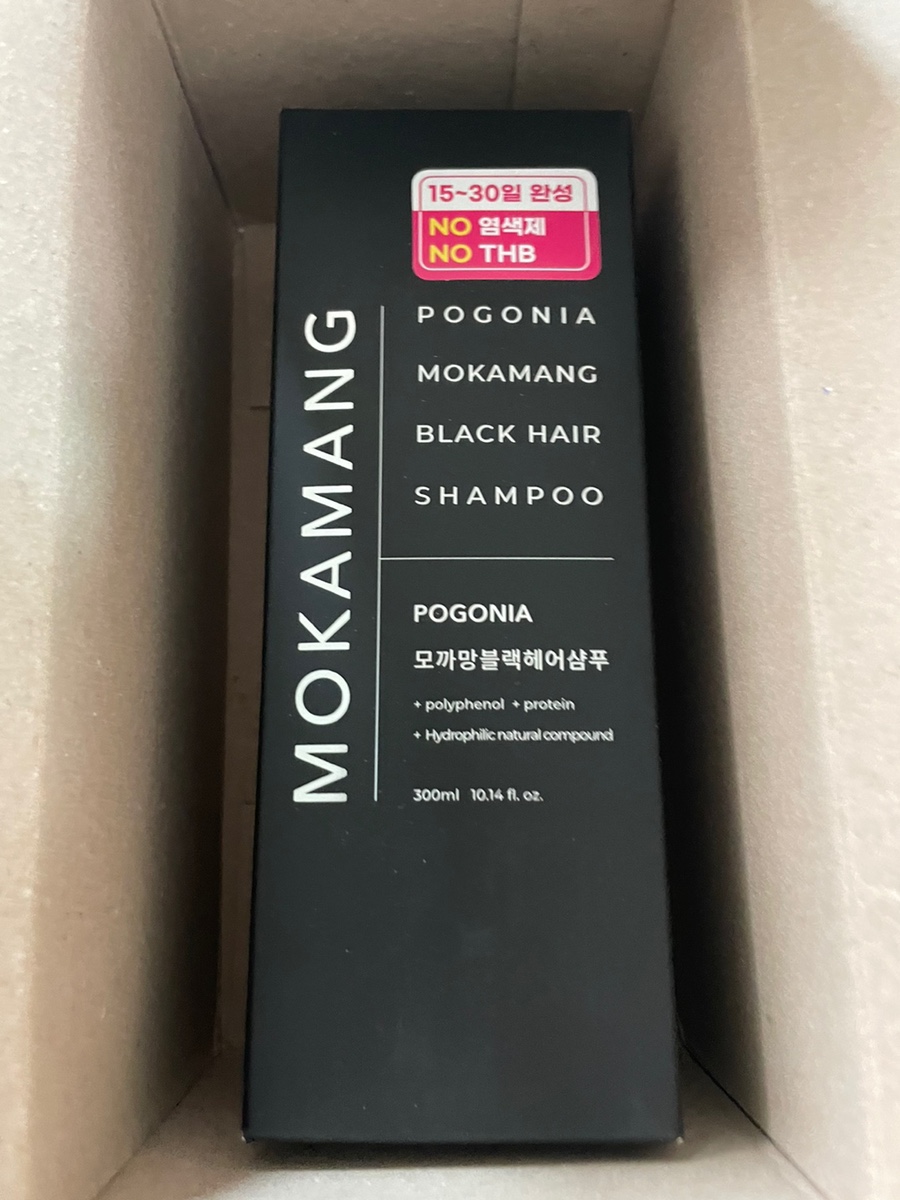 15~30일 완성
NO 염색제
NO THB
MOKAMANG
POGONIA
MOKAMANG
BLACK HAIR
SHAMPOO
POGONIA
모까망블랙헤어샴푸
+ polyphenol + protein
+ Hydrophilic natural compound
300ml 10.14 fl. oz.